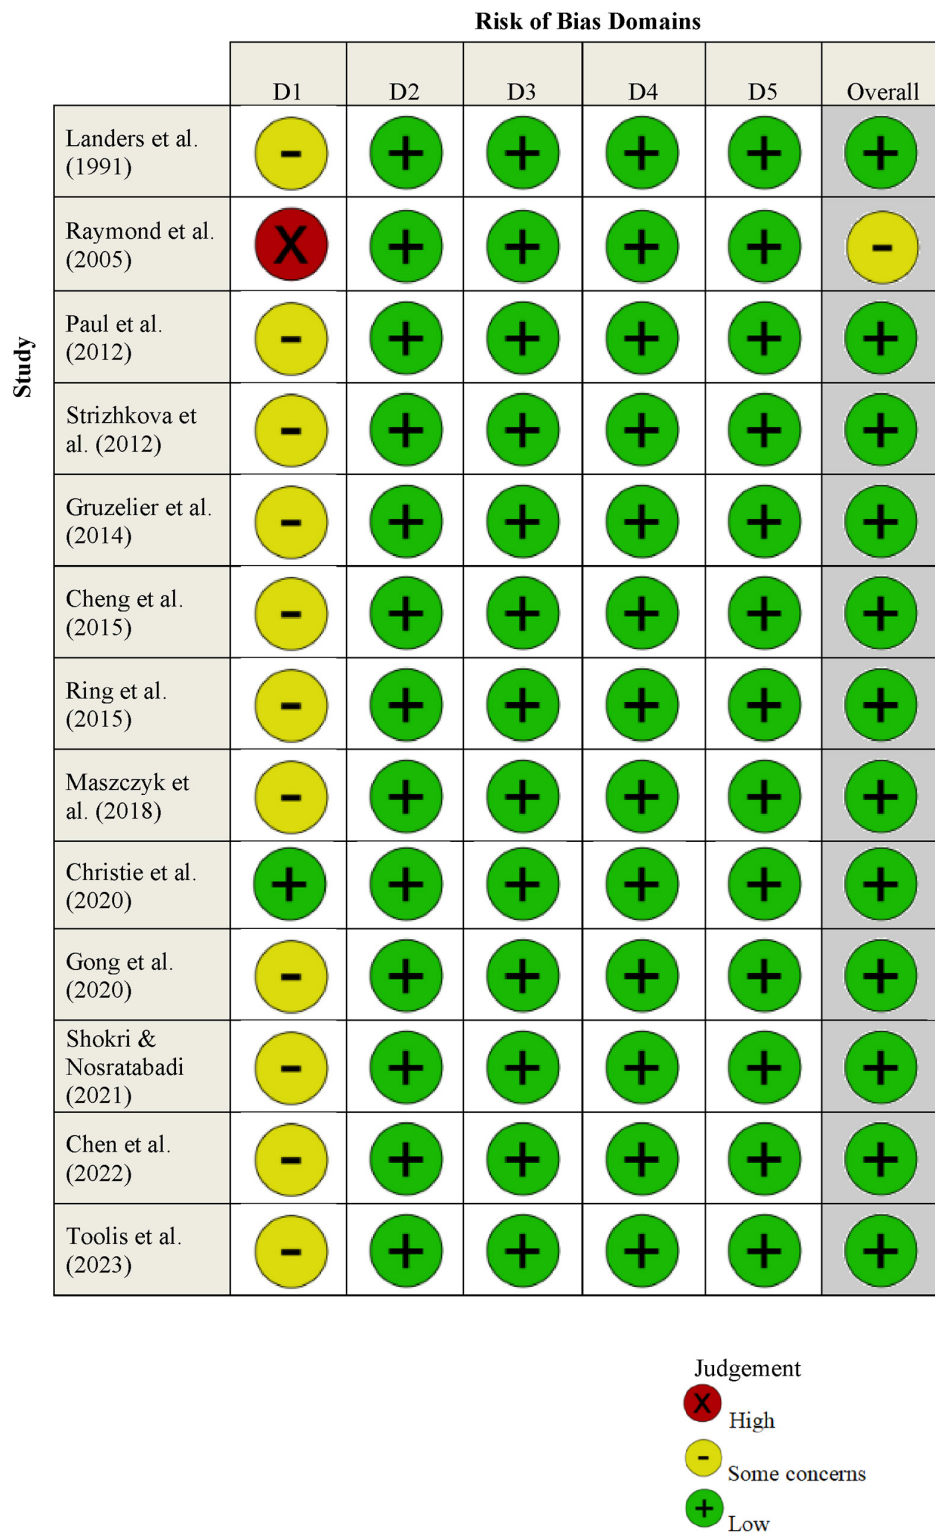 Risk of Bias Domains
D1 D2 D3 D4 D5 Overall
Study
Landers et al.
(1991)
- + + + + +
Raymond et al.
(2005)
X + + + + -
Paul et al.
(2012)
- + + + + +
Strizhkova et
al. (2012)
- + + + + +
Gruzelier et al.
(2014)
- + + + + +
Cheng et al.
(2015)
- + + + + +
Ring et al.
(2015)
- + + + + +
Maszczyk et
al. (2018)
- + + + + +
Christie et al.
(2020)
+ + + + + +
Gong et al.
(2020)
- + + + + +
Shokri &
Nosratabadi
(2021)
- + + + + +
Chen et al.
(2022)
- + + + + +
Toolis et al.
(2023)
- + + + + +
Judgement
X High
- Some concerns
+ Low